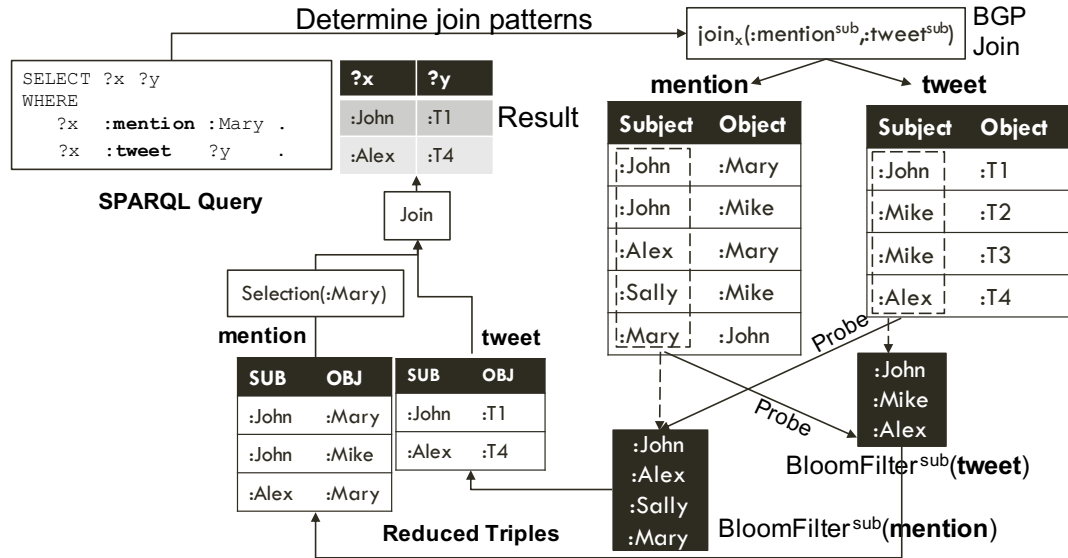 Determine join patterns
join_x(:mention^sub,:tweet^sub)
BGP
Join
SELECT ?x ?y
WHERE
?x :mention :Mary .
?x :tweet ?y .
SPARQL Query
?x ?y
:John :T1
:Alex :T4
Result
Join
Selection(:Mary)
mention
Subject Object
:John :Mary
:John :Mike
:Alex :Mary
:Sally :Mike
:Mary :John
tweet
Subject Object
:John :T1
:Mike :T2
:Mike :T3
:Alex :T4
Probe
Probe
:John
:Mike
:Alex
BloomFilter^sub(tweet)
:John
:Alex
:Sally
:Mary
BloomFilter^sub(mention)
mention
SUB OBJ
:John :Mary
:John :Mike
:Alex :Mary
tweet
SUB OBJ
:John :T1
:Alex :T4
Reduced Triples